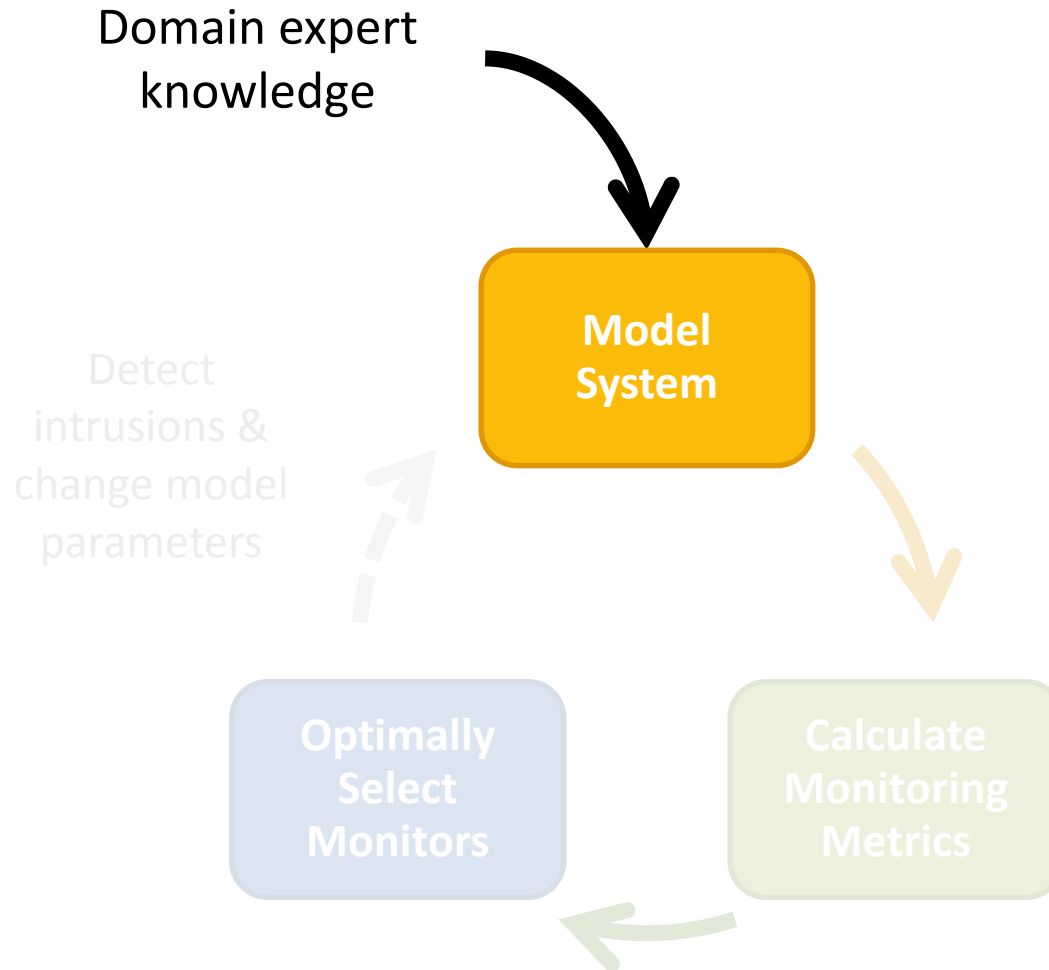 Domain expert
knowledge
Model
System
Detect
intrusions &
change model
parameters
Optimally
Select
Monitors
Calculate
Monitoring
Metrics